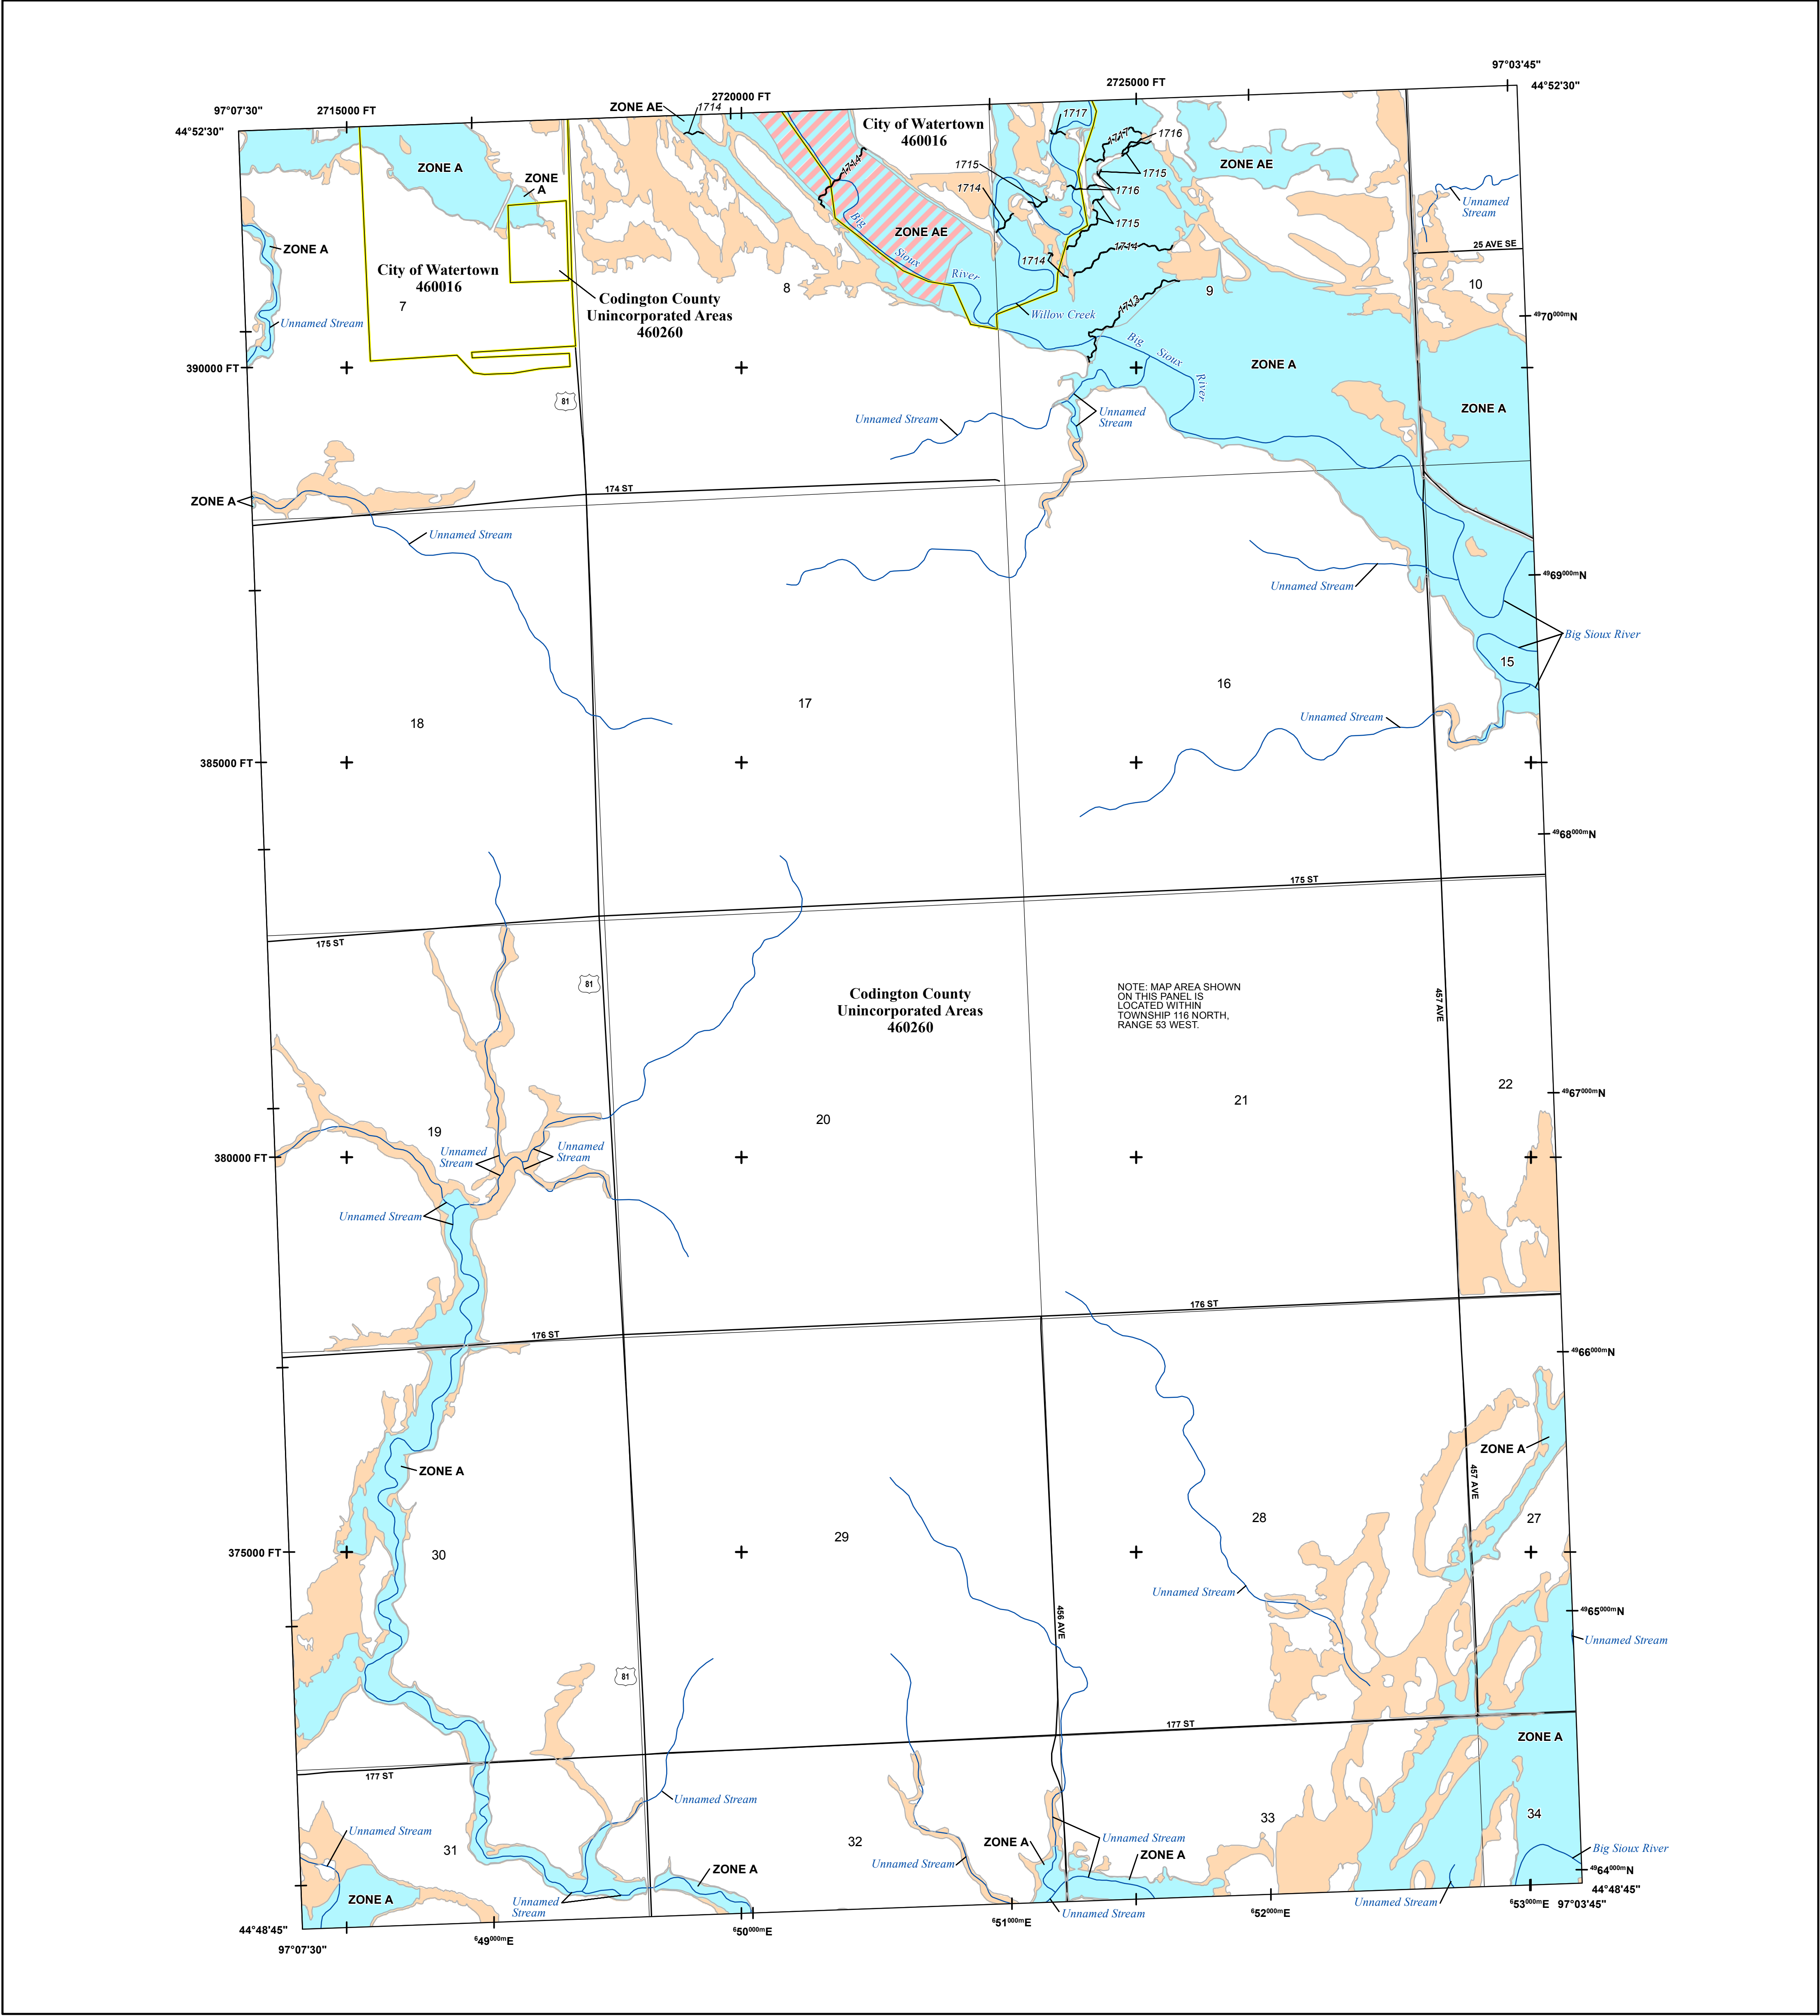 97°03'45"
44°52'30"
2725000 FT
2720000 FT
2715000 FT
97°07'30"
44°52'30"
ZONE AE
1714
City of Watertown
460016
1717
1717
1716
1714
1715
1714
1715
1716
1715
1714
1714
1713
ZONE A
ZONE
A
ZONE AE
ZONE AE
Unnamed
Stream
25 AVE SE
10
ZONE A
City of Watertown
460016
7
Codington County
Unincorporated Areas
460260
8
Big
Sioux
River
Willow Creek
9
4970000mN
Unnamed Stream
390000 FT
Big
Sioux
River
ZONE A
ZONE A
81
Unnamed Stream
Unnamed
Stream
ZONE A
174 ST
Unnamed Stream
Unnamed Stream
4969000mN
Big Sioux River
15
16
17
18
Unnamed Stream
385000 FT
4968000mN
175 ST
175 ST
81
Codington County
Unincorporated Areas
460260
NOTE: MAP AREA SHOWN
ON THIS PANEL IS
LOCATED WITHIN
TOWNSHIP 116 NORTH,
RANGE 53 WEST.
457 AVE
22
4967000mN
21
20
19
Unnamed
Stream
Unnamed
Stream
380000 FT
Unnamed Stream
176 ST
176 ST
4966000mN
ZONE A
457 AVE
ZONE A
28
27
29
30
375000 FT
Unnamed Stream
456 AVE
4965000mN
Unnamed Stream
81
177 ST
ZONE A
177 ST
Unnamed Stream
34
33
Unnamed Stream
31
32
ZONE A
Unnamed Stream
ZONE A
Big Sioux River
Unnamed Stream
ZONE A
4964000mN
ZONE A
Unnamed
Stream
Unnamed Stream
Unnamed Stream
44°48'45"
653000mE
97°03'45"
652000mE
651000mE
650000mE
649000mE
44°48'45"
97°07'30"